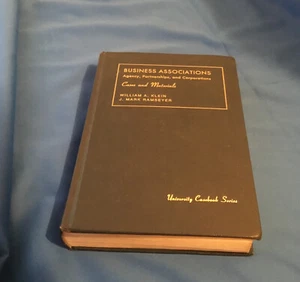 BUSINESS ASSOCIATIONS
Agency, Partnerships, and Corporations
Cases and Materials
WILLIAM A. KLEIN
J. MARK RAMSEYER
University Casebook Series